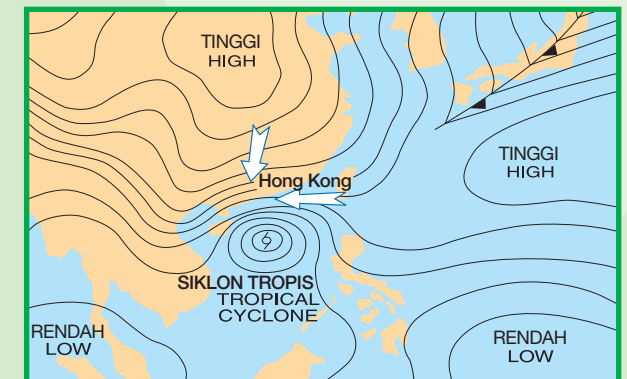 TINGGI
HIGH
TINGGI
HIGH
Hong Kong
SIKLON TROPIS
TROPICAL
CYCLONE
RENDAH
LOW
RENDAH
LOW